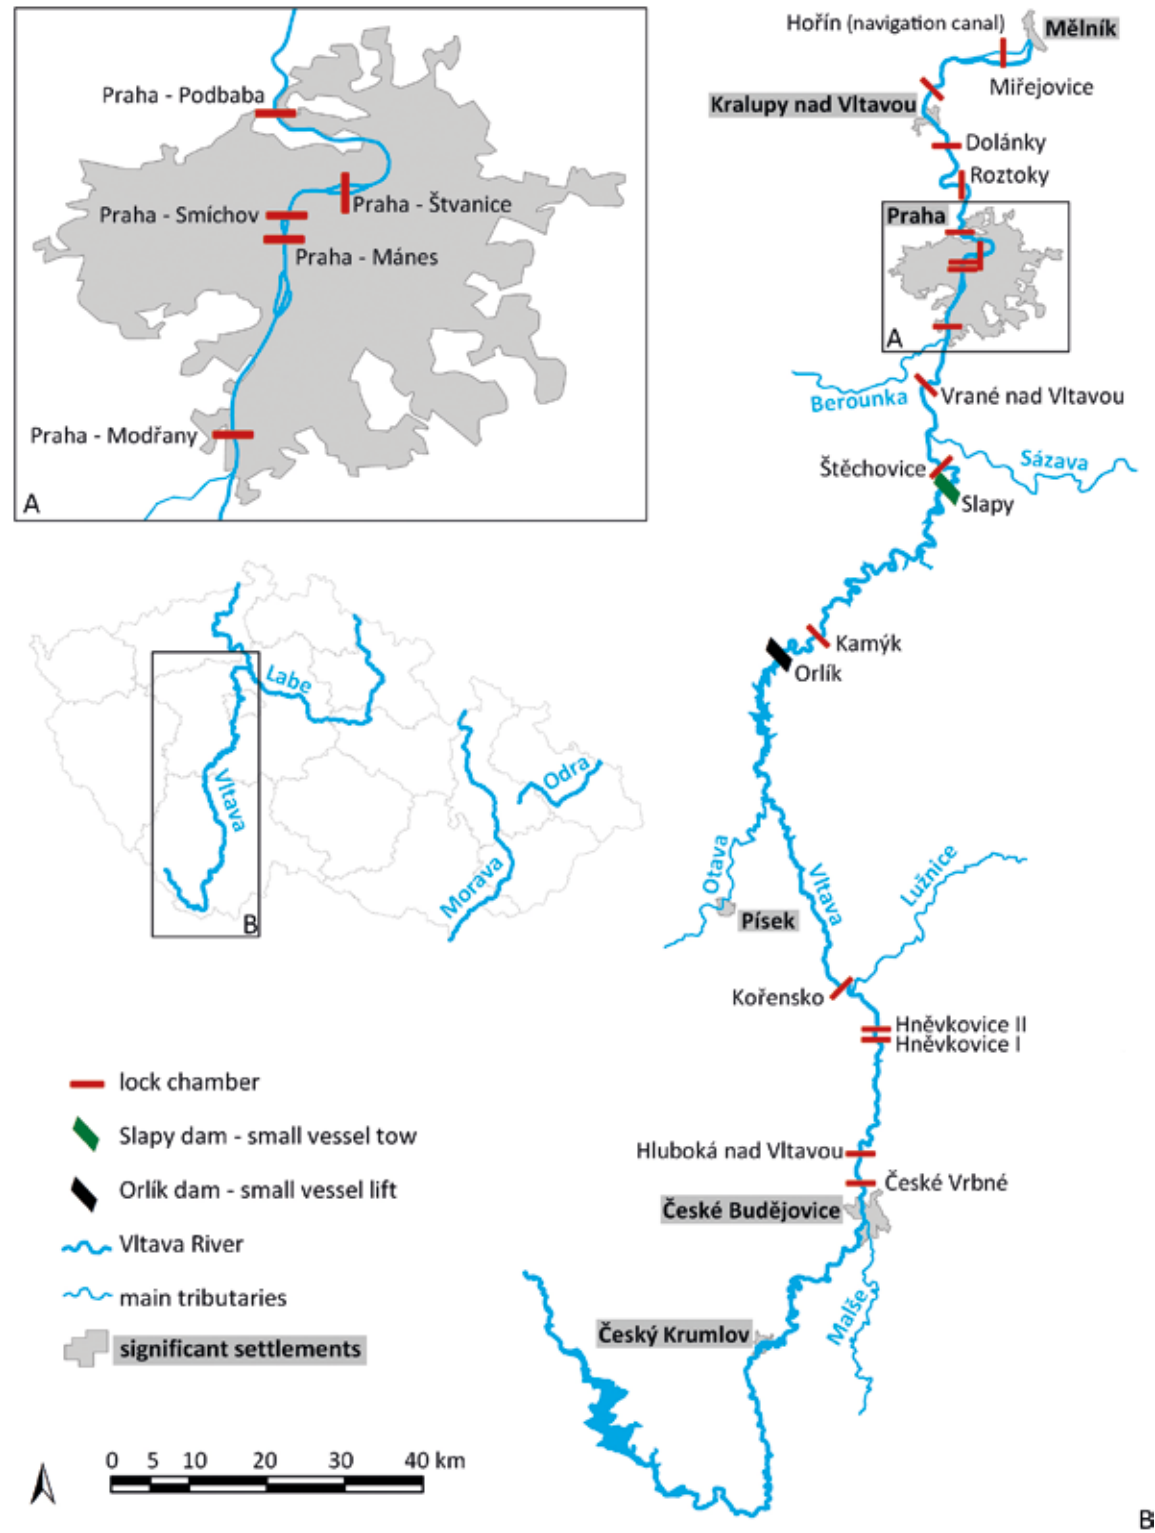 Praha - Podbaba
Praha - Štvanice
Praha - Smíchov
Praha - Mánes
Praha - Modřany
A
Hořín (navigation canal)
Mělník
Miřejovice
Kralupy nad Vltavou
Dolánky
Roztoky
Praha
A
Berounka
Vrané nad Vltavou
Sázava
Štěchovice
Slapy
Kamýk
Orlík
Otava
Vltava
Lužnice
Písek
Kořensko
Hněvkovice II
Hněvkovice I
Hluboká nad Vltavou
České Vrbné
České Budějovice
Malše
Český Krumlov
B
Labe
Vltava
Odra
Morava
B
lock chamber
Slapy dam - small vessel tow
Orlík dam - small vessel lift
Vltava River
main tributaries
significant settlements
0 5 10 20 30 40 km